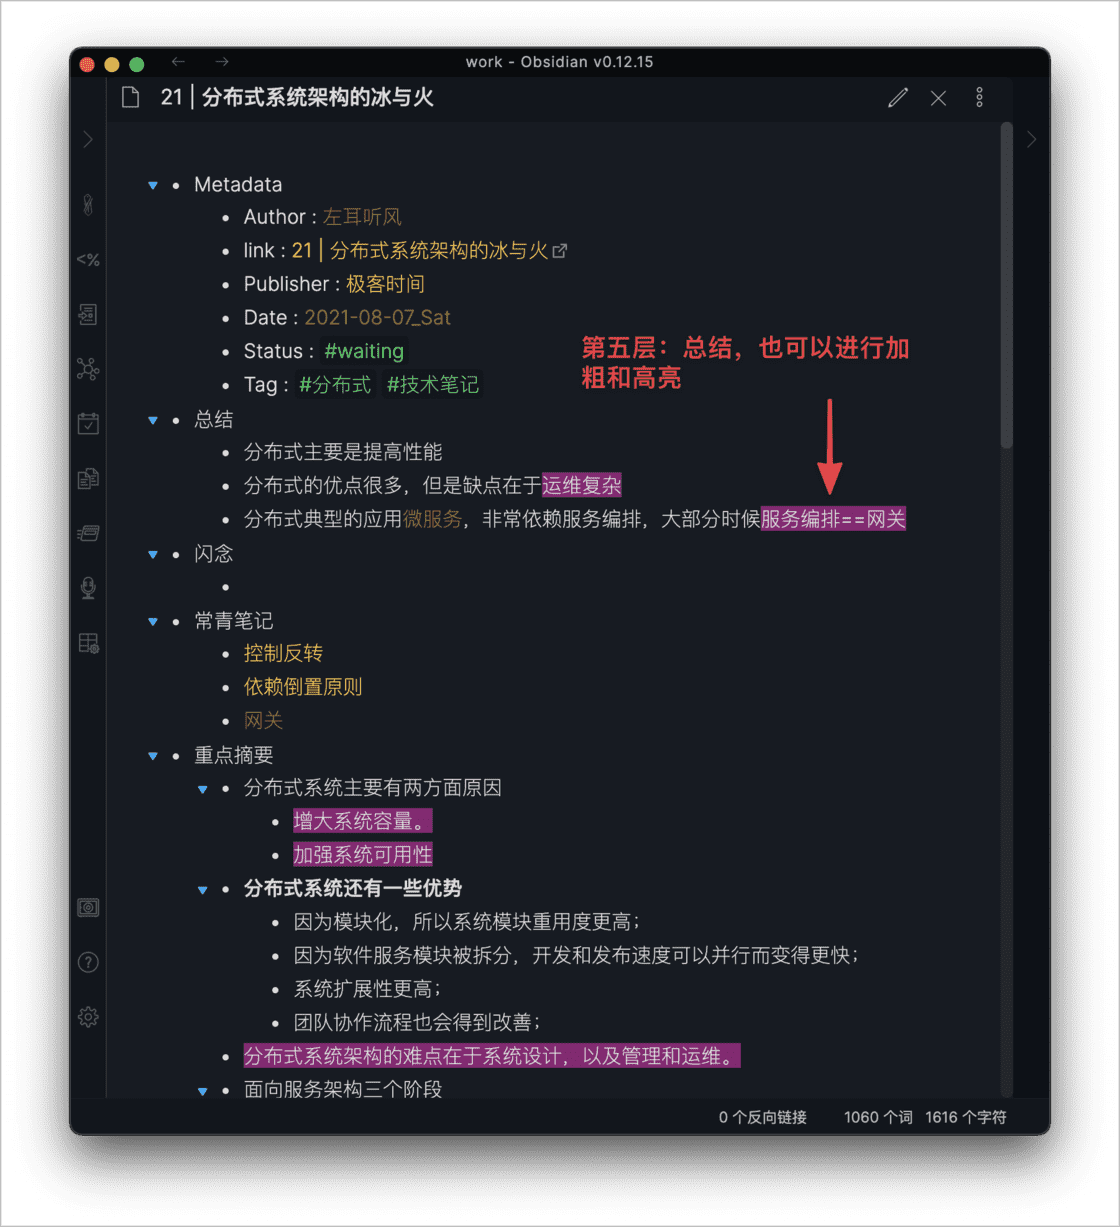 work - Obsidian v0.12.15
21 | 分布式系统架构的冰与火
Metadata
Author : 左耳听风
link : 21 | 分布式系统架构的冰与火
Publisher : 极客时间
Date : 2021-08-07_Sat
Status : #waiting
Tag : #分布式 #技术笔记
第五层：总结，也可以进行加
粗和高亮
总结
分布式主要是提高性能
分布式的优点很多，但是缺点在于运维复杂
分布式典型的应用微服务，非常依赖服务编排，大部分时候服务编排==网关
闪念
常青笔记
控制反转
依赖倒置原则
网关
重点摘要
分布式系统主要有两方面原因
增大系统容量。
加强系统可用性
分布式系统还有一些优势
因为模块化，所以系统模块重用度更高；
因为软件服务模块被拆分，开发和发布速度可以并行而变得更快；
系统扩展性更高；
团队协作流程也会得到改善；
分布式系统架构的难点在于系统设计，以及管理和运维。
面向服务架构三个阶段
0 个反向链接 1060 个词 1616 个字符